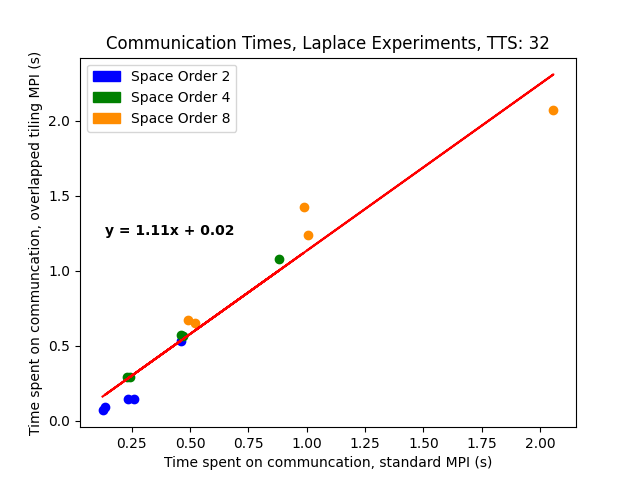 Communication Times, Laplace Experiments, TTS: 32
Time spent on communcation, overlapped tiling MPI (s)
2.0
1.5
1.0
0.5
0.0
Space Order 2
Space Order 4
Space Order 8
y = 1.11x + 0.02
0.25 0.50 0.75 1.00 1.25 1.50 1.75 2.00
Time spent on communcation, standard MPI (s)